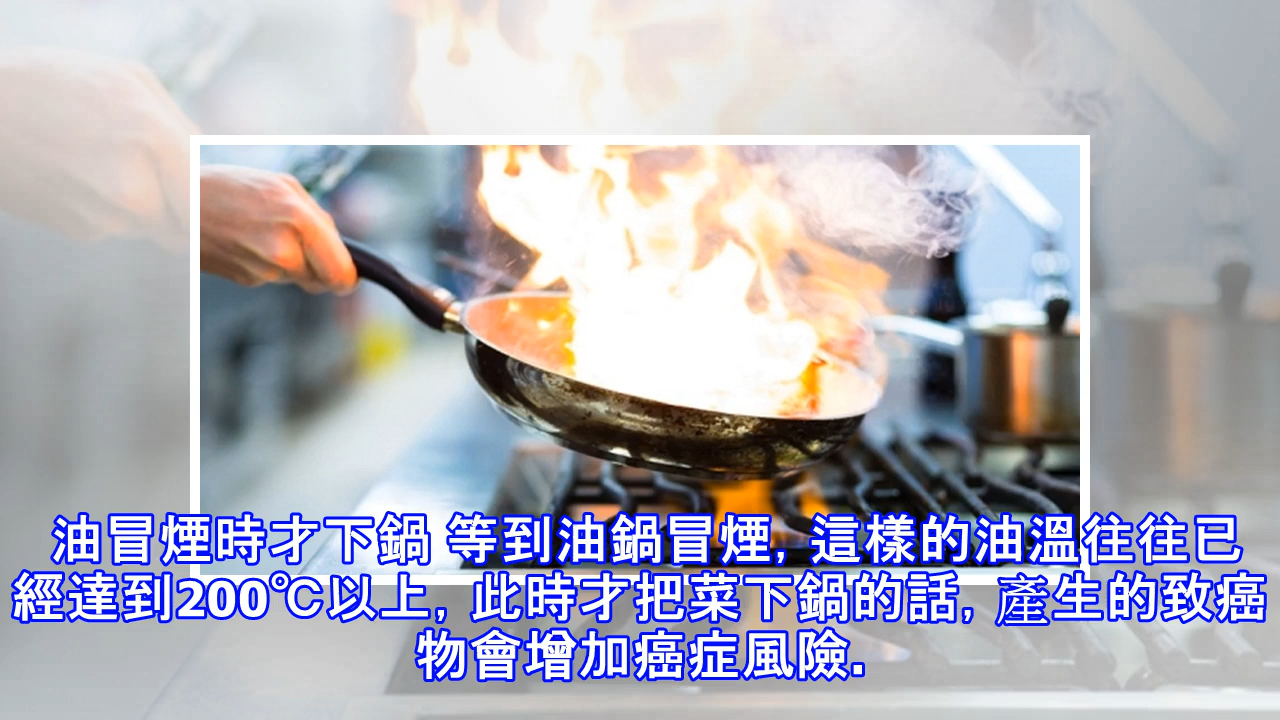 油冒煙時才下鍋 等到油鍋冒煙, 這樣的油溫往往已
經達到200℃以上, 此時才把菜下鍋的話, 產生的致癌
物會增加癌症風險.